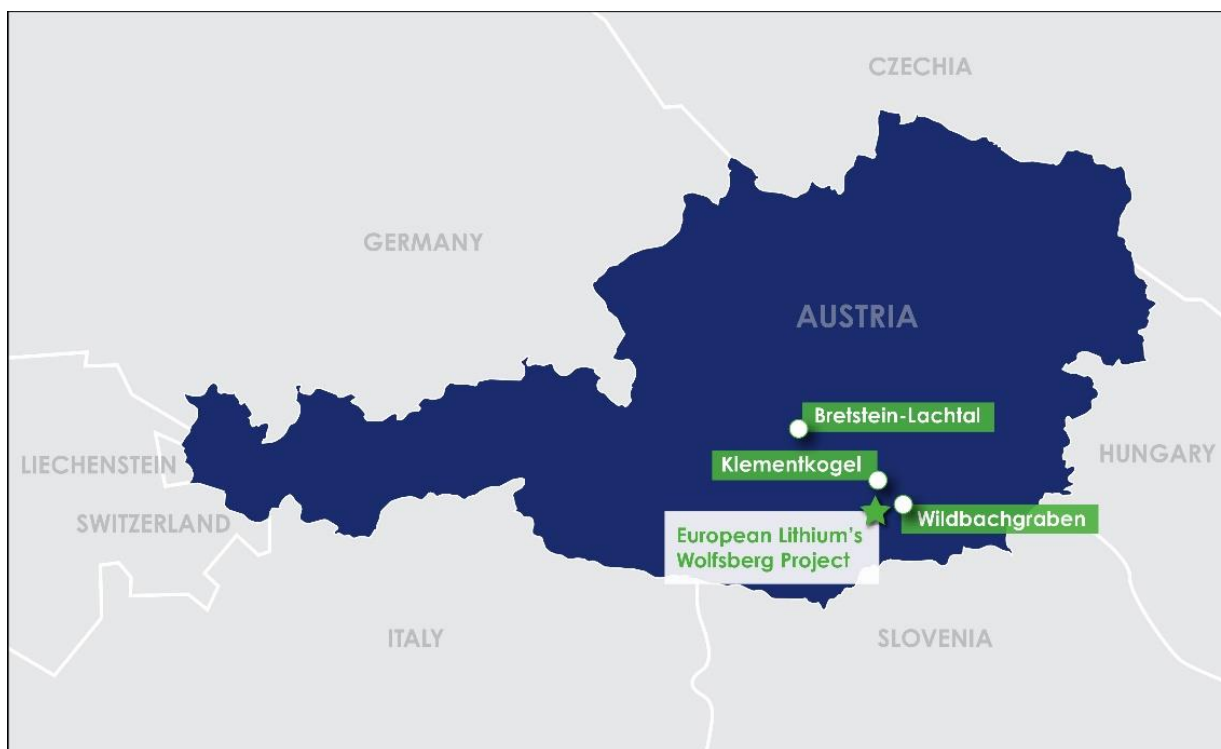 CZECHIA
GERMANY
AUSTRIA
Bretstein-Lachtal
Klementkogel
HUNGARY
LIECHENSTEIN
SWITZERLAND
Wildbachgraben
European Lithium's
Wolfsberg Project
ITALY
SLOVENIA